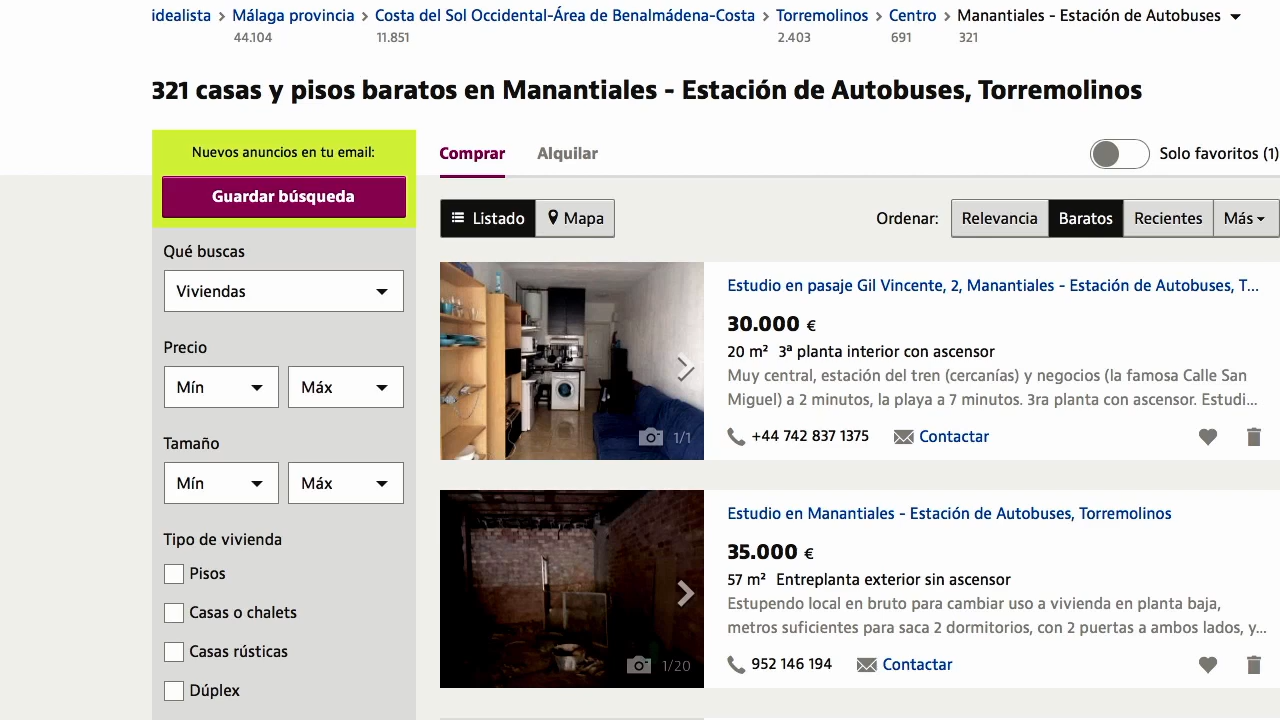 idealista > Málaga provincia > Costa del Sol Occidental-Área de Benalmádena-Costa > Torremolinos > Centro > Manantiales - Estación de Autobuses
44.104 11.851 2.403 691 321
321 casas y pisos baratos en Manantiales - Estación de Autobuses, Torremolinos
Nuevos anuncios en tu email:
Guardar búsqueda
Qué buscas
Viviendas
Precio
Mín Máx
Tamaño
Mín Máx
Tipo de vivienda
Pisos
Casas o chalets
Casas rústicas
Dúplex
Comprar Alquilar
Solo favoritos (1)
Listado Mapa
Ordenar: Relevancia Baratos Recientes Más
Estudio en pasaje Gil Vincente, 2, Manantiales - Estación de Autobuses, T...
30.000 €
20 m² 3ª planta interior con ascensor
Muy central, estación del tren (cercanías) y negocios (la famosa Calle San
Miguel) a 2 minutos, la playa a 7 minutos. 3ra planta con ascensor. Estudi...
1/1
+44 742 837 1375 Contactar
Estudio en Manantiales - Estación de Autobuses, Torremolinos
35.000 €
57 m² Entreplanta exterior sin ascensor
Estupendo local en bruto para cambiar uso a vivienda en planta baja,
metros suficientes para saca 2 dormitorios, con 2 puertas a ambos lados, y...
1/20
952 146 194 Contactar